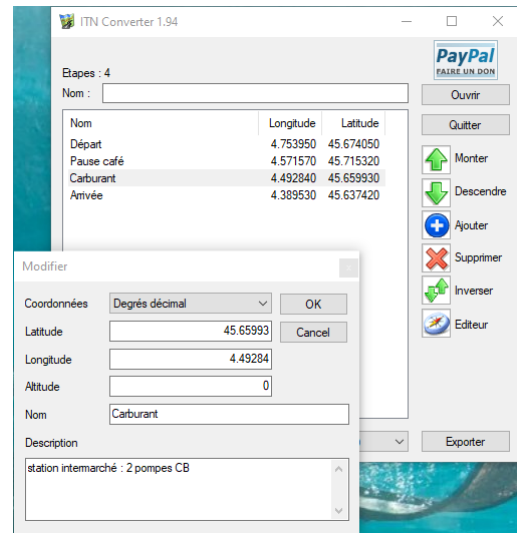 ITN Converter 1.94
PayPal
FAIRE UN DON
Etapes : 4
Nom :
Ouvrir
Quitter
Nom Longitude Latitude
Départ 4.753950 45.674050
Pause café 4.571570 45.715320
Carburant 4.492840 45.659930
Arrivée 4.389530 45.637420
Monter
Descendre
Ajouter
Supprimer
Inverser
Editeur
Exporter
Modifier
Coordonnées Degrés décimal OK
Latitude 45.65993 Cancel
Longitude 4.49284
Altitude 0
Nom Carburant
Description
station intermarché : 2 pompes CB